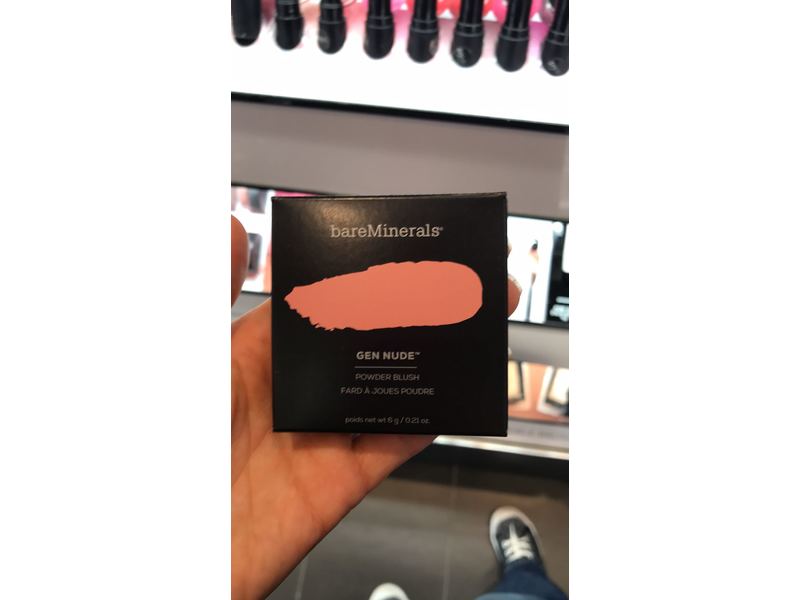 bareMinerals®
GEN NUDE™
POWDER BLUSH
FARD À JOUES POUDRE
poids net wt 6 g / 0.21 oz.